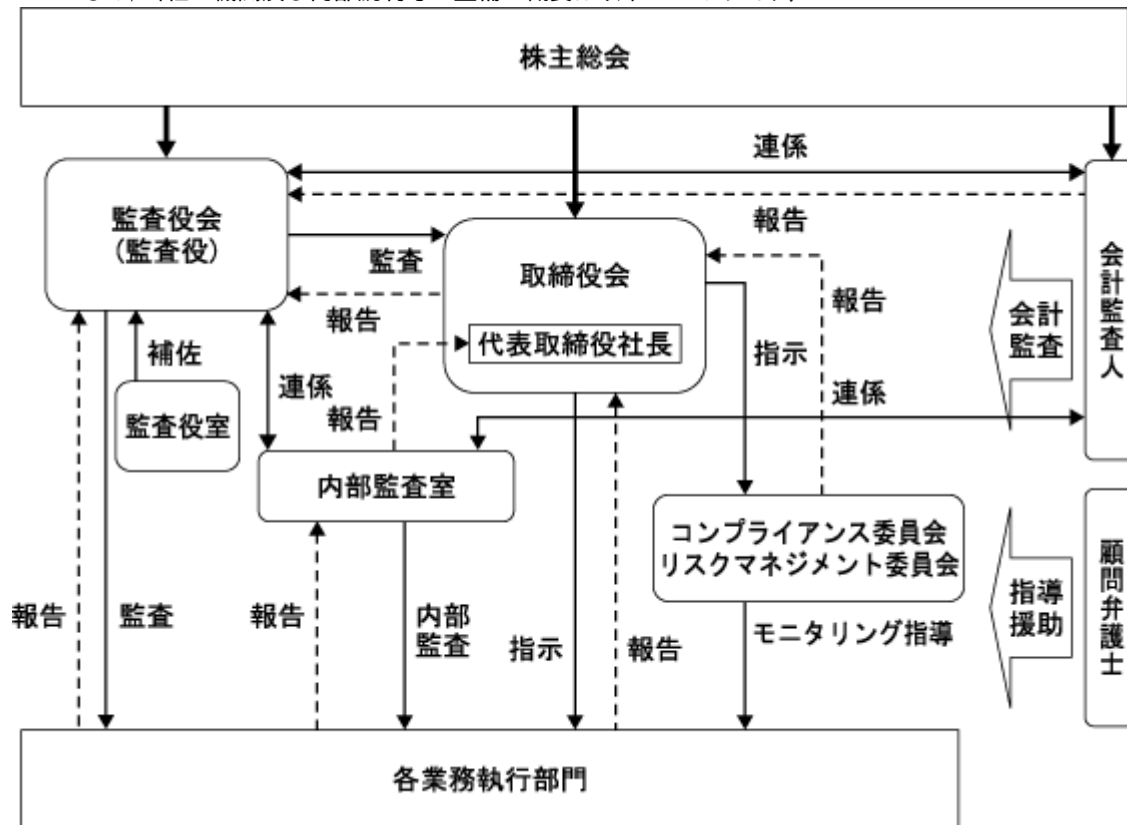 株主総会
連係
報告
監査役会
(監査役)
監査
報告
取締役会
代表取締役社長
報告
指示
会計
監査
会計監査人
補佐
監査役室
連係
報告
連係
内部監査室
コンプライアンス委員会
リスクマネジメント委員会
指導
援助
顧問弁護士
報告
監査
報告
内部
監査
指示
報告
モニタリング指導
各業務執行部門